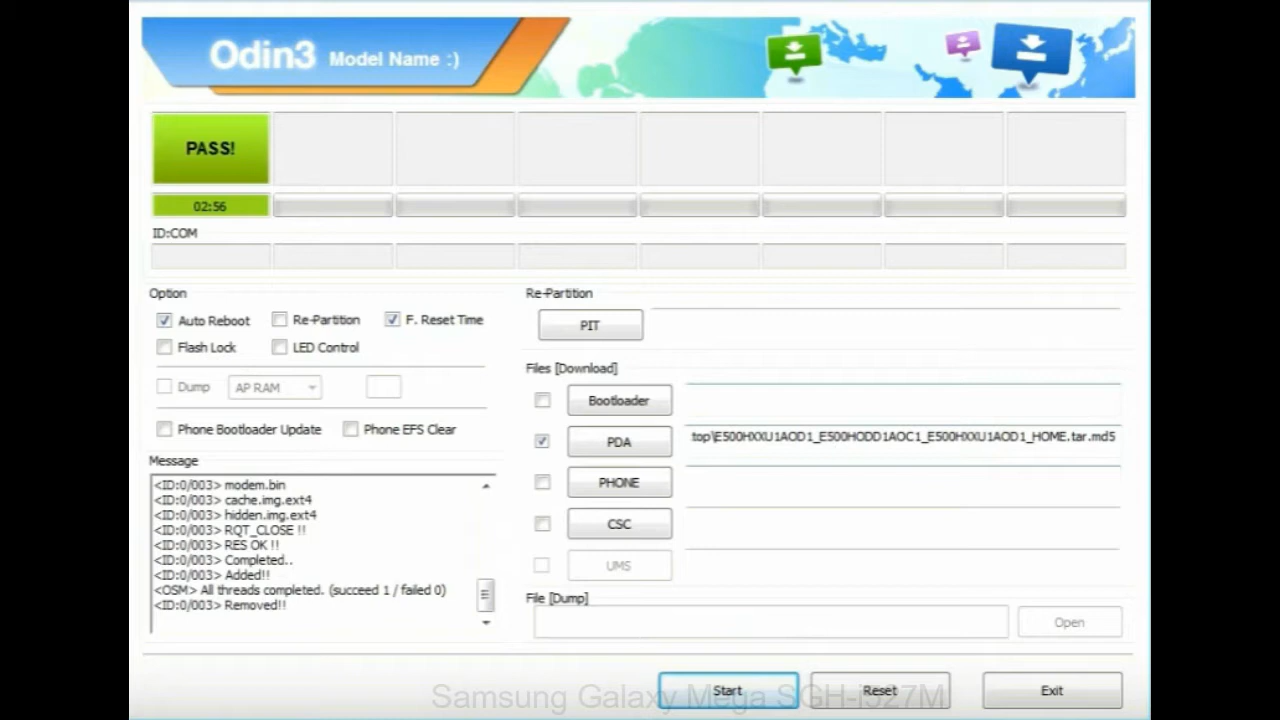 Odin3 Model Name :)
PASS!
02:56
ID:COM
Option
Auto Reboot Re-Partition F. Reset Time
Flash Lock LED Control
Dump AP RAM
Phone Bootloader Update Phone EFS Clear
Message
<ID:0/003> modem.bin
<ID:0/003> cache.img.ext4
<ID:0/003> hidden.img.ext4
<ID:0/003> RQT_CLOSE !!
<ID:0/003> RES OK !!
<ID:0/003> Completed..
<ID:0/003> Added!!
<OSM> All threads completed. (succeed 1 / failed 0)
<ID:0/003> Removed!!
Re-Partition
PIT
Files [Download]
Bootloader
PDA top\E500HXXU1AOD1_E500HODD1AOC1_E500HXXU1AOD1_HOME.tar.md5
PHONE
CSC
UMS
File [Dump]
Open
Start Reset Exit
Samsung Galaxy Mega SGH-i527M